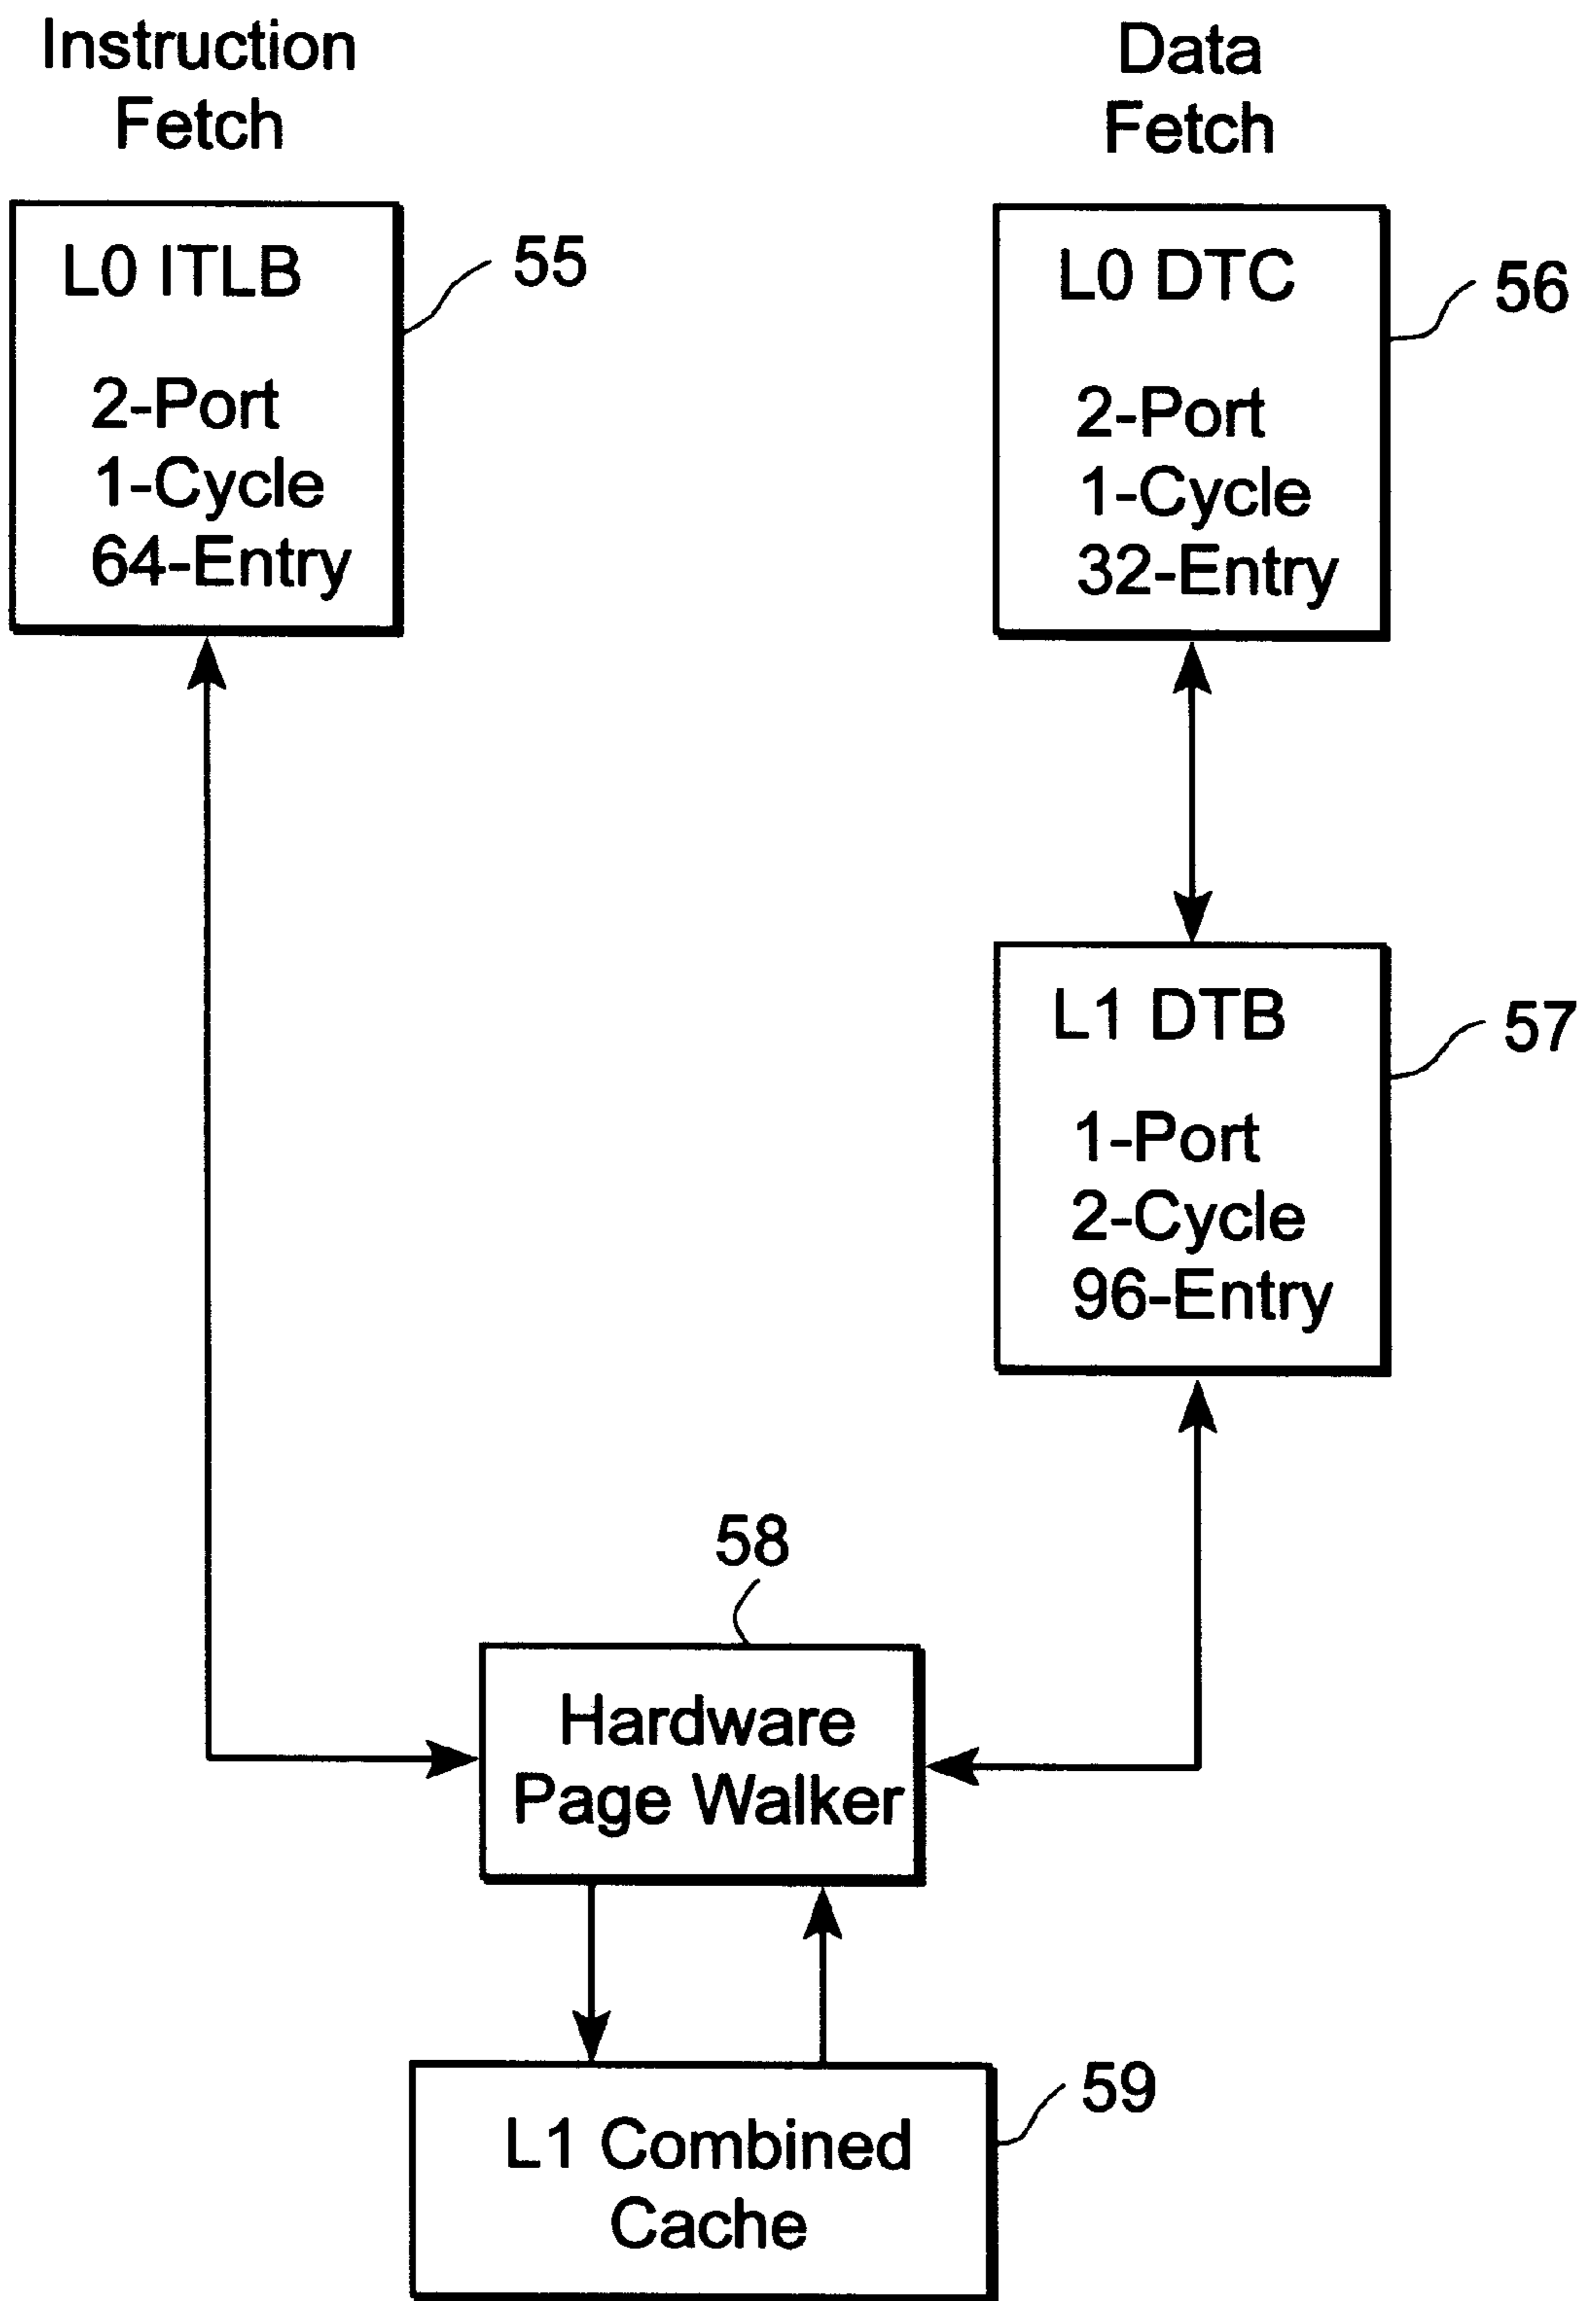 Instruction
Fetch
Data
Fetch
L0 ITLB
2-Port
1-Cycle
64-Entry
55
L0 DTC
2-Port
1-Cycle
32-Entry
56
L1 DTB
1-Port
2-Cycle
96-Entry
57
58
Hardware
Page Walker
L1 Combined
Cache
59